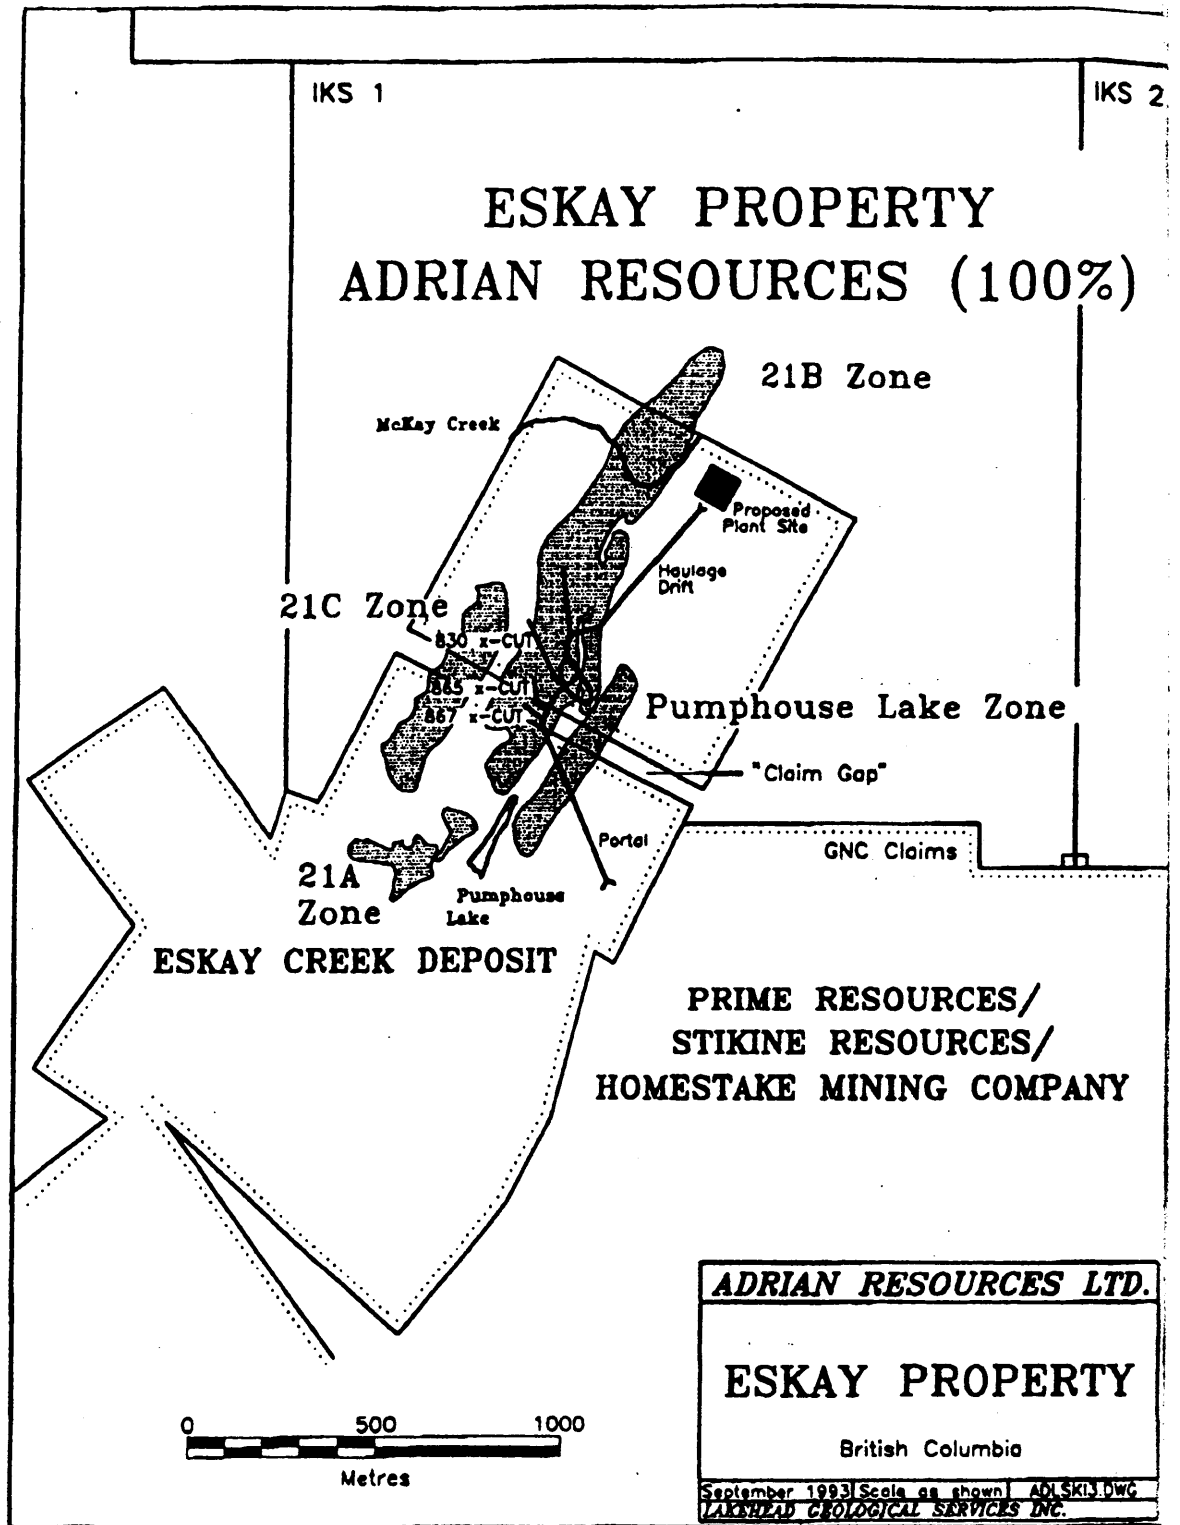 IKS 1
IKS 2
ESKAY PROPERTY
ADRIAN RESOURCES (100%)
21B Zone
McKay Creek
Proposed
Plant Site
Haulage
Drift
21C Zone
830 x-CUT
865 x-CUT
867 x-CUT
Pumphouse Lake Zone
"Claim Gap"
Portal
GNC Claims
21A
Zone
Pumphouse
Lake
ESKAY CREEK DEPOSIT
PRIME RESOURCES/
STIKINE RESOURCES/
HOMESTAKE MINING COMPANY
ADRIAN RESOURCES LTD.
ESKAY PROPERTY
British Columbia
0 500 1000
Metres
September 1993 Scale as shown ADLSKI3.DWG
LAKEHEAD GEOLOGICAL SERVICES INC.